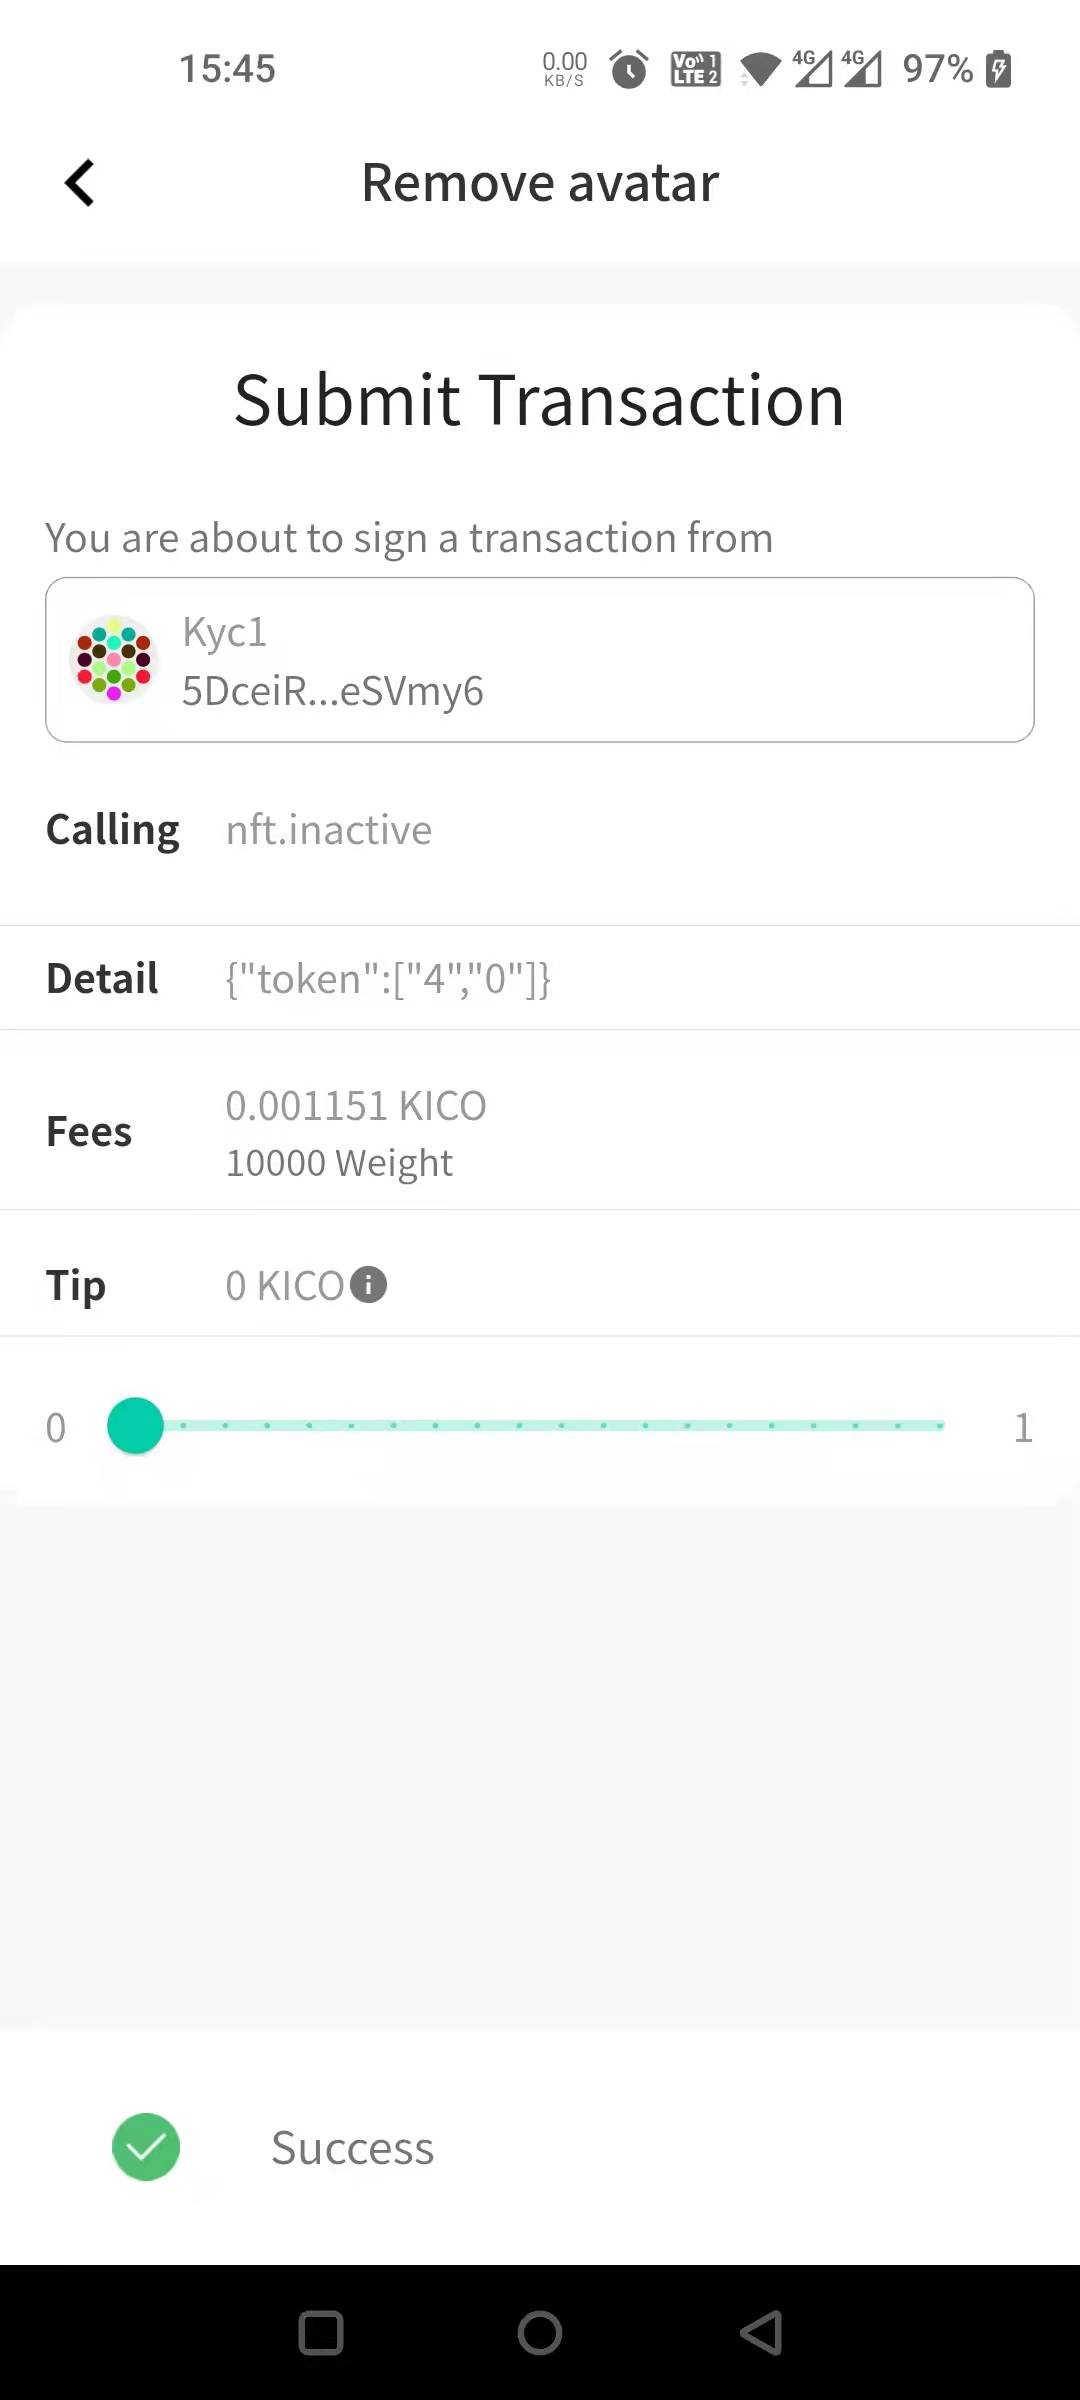 15:45
0.00
KB/S
Vo 1
LTE 2
4G
4G
97%
Remove avatar
Submit Transaction
You are about to sign a transaction from
Kyc1
5DceiR...eSVmy6
Calling nft.inactive
Detail {"token":["4","0"]}
Fees 0.001151 KICO
10000 Weight
Tip 0 KICO
0 1
Success